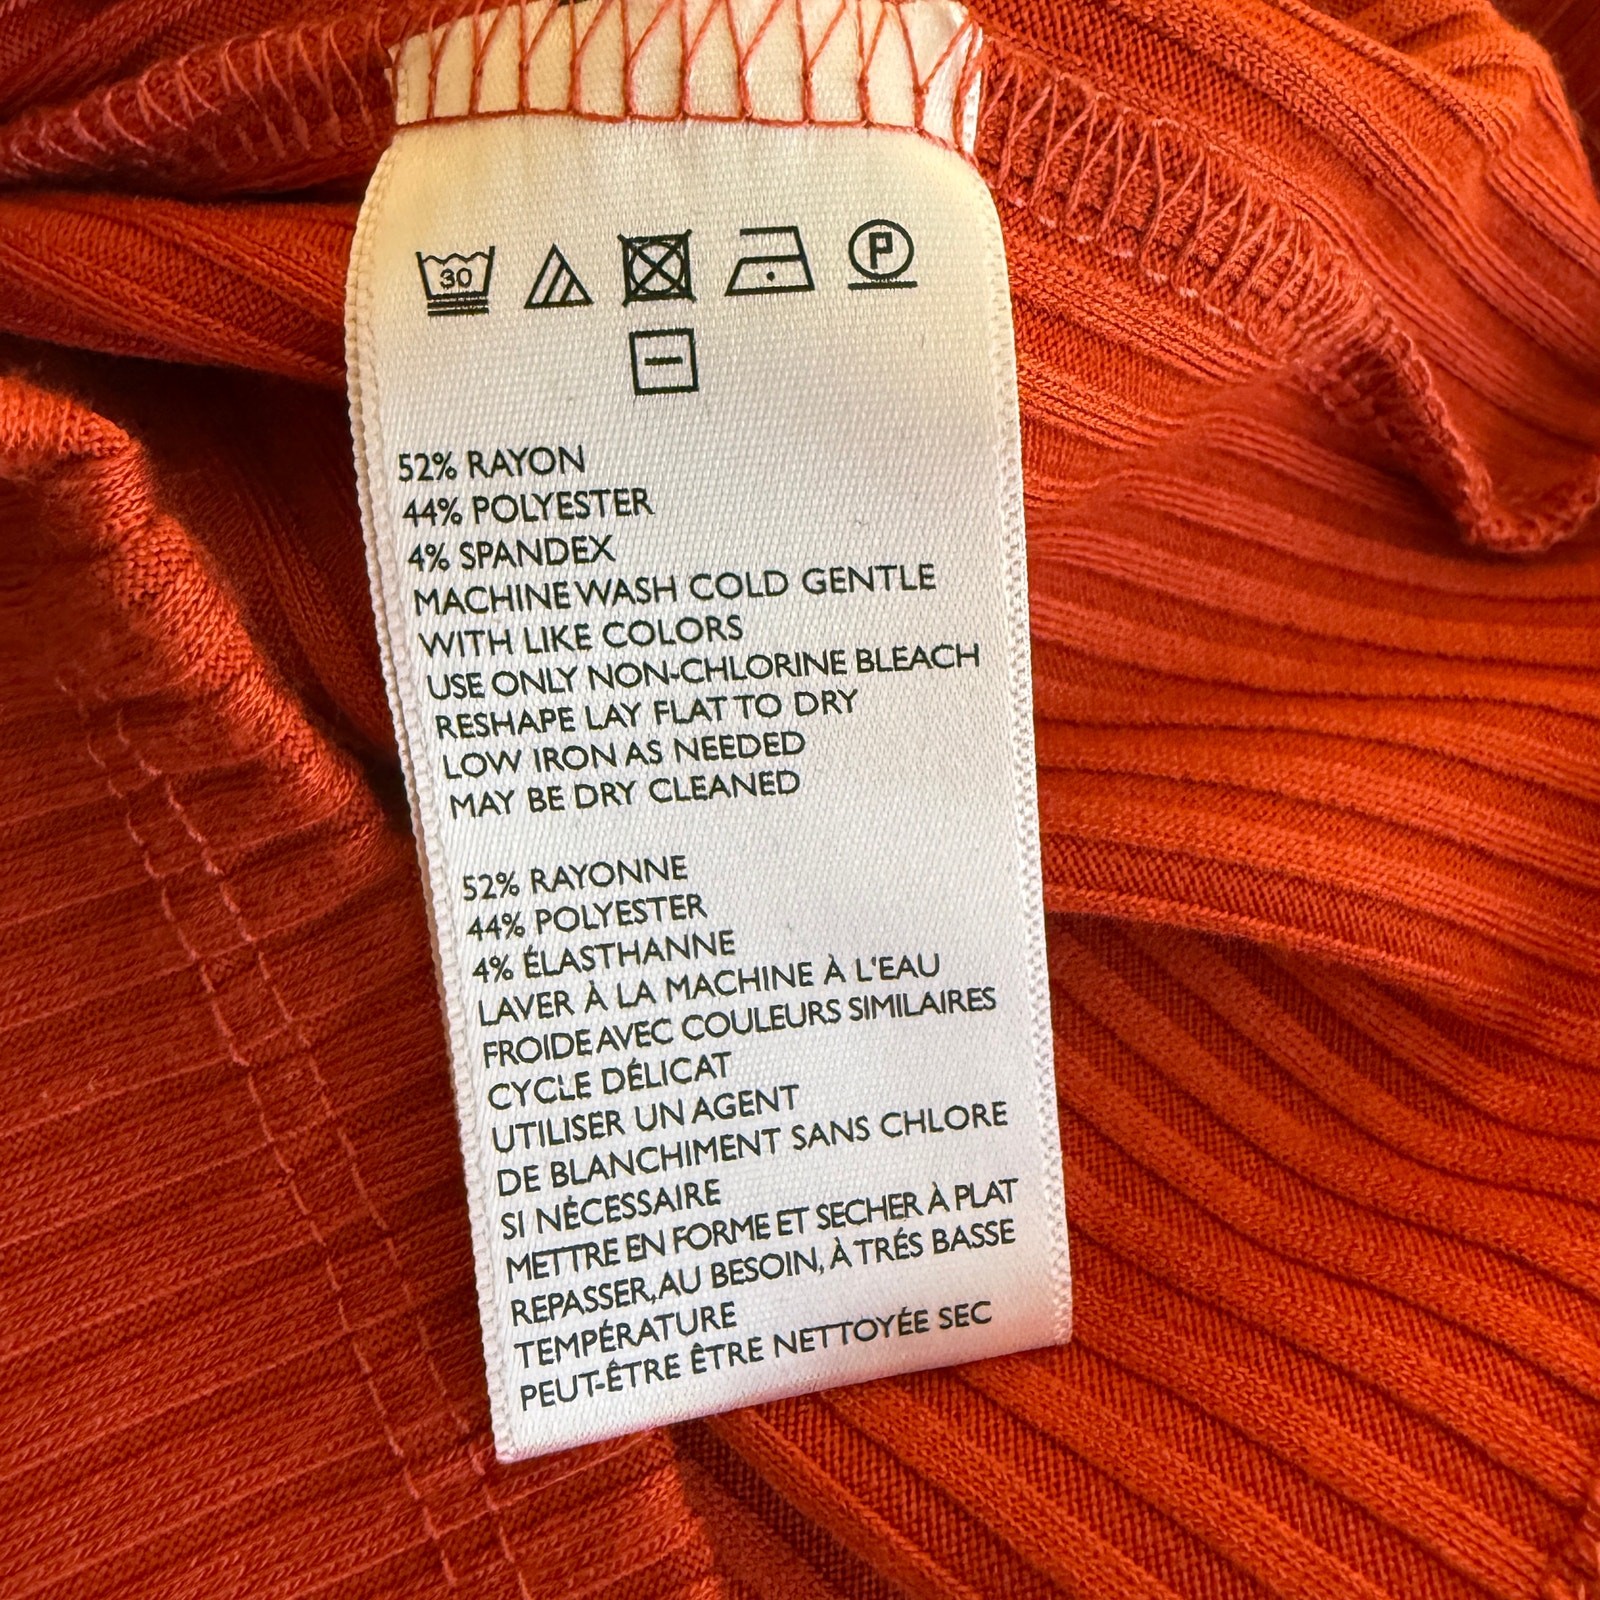 30 P
52% RAYON
44% POLYESTER
4% SPANDEX
MACHINE WASH COLD GENTLE
WITH LIKE COLORS
USE ONLY NON-CHLORINE BLEACH
RESHAPE LAY FLAT TO DRY
LOW IRON AS NEEDED
MAY BE DRY CLEANED
52% RAYONNE
44% POLYESTER
4% ÉLASTHANNE
LAVER À LA MACHINE À L'EAU
FROIDE AVEC COULEURS SIMILAIRES
CYCLE DÉLICAT
UTILISER UN AGENT
DE BLANCHIMENT SANS CHLORE
SI NÉCESSAIRE
METTRE EN FORME ET SECHER À PLAT
REPASSER, AU BESOIN, À TRÉS BASSE
TEMPÉRATURE
PEUT-ÊTRE ÊTRE NETTOYÉE SEC